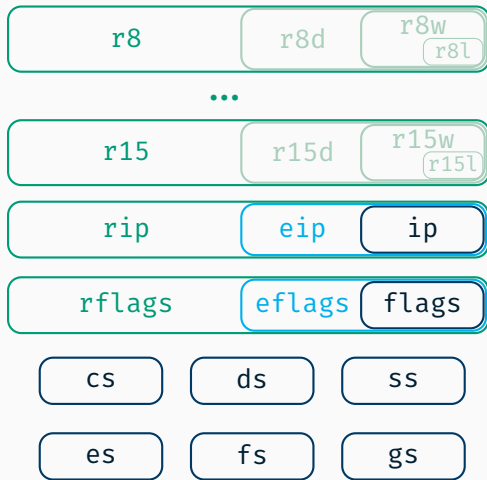 r8 r8d r8w
r8l
...
r15 r15d r15w
r15l
rip eip ip
rflags eflags flags
cs ds ss
es fs gs